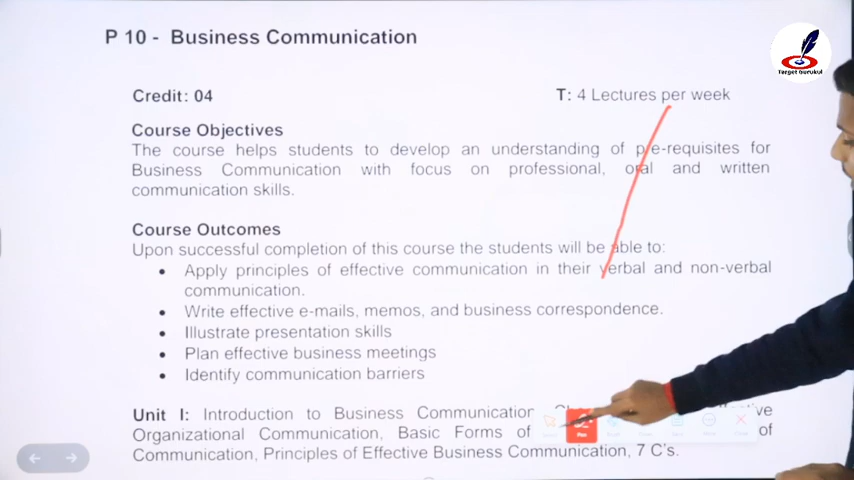 P 10 - Business Communication
Target Gurukul
Credit: 04 T: 4 Lectures per week
Course Objectives
The course helps students to develop an understanding of pre-requisites for
Business Communication with focus on professional, oral and written
communication skills.
Course Outcomes
Upon successful completion of this course the students will be able to:
• Apply principles of effective communication in their verbal and non-verbal
communication.
• Write effective e-mails, memos, and business correspondence.
• Illustrate presentation skills
• Plan effective business meetings
• Identify communication barriers
Unit I: Introduction to Business Communication
Organizational Communication, Basic Forms of of
Pen
Communication, Principles of Effective Business Communication, 7 C's.